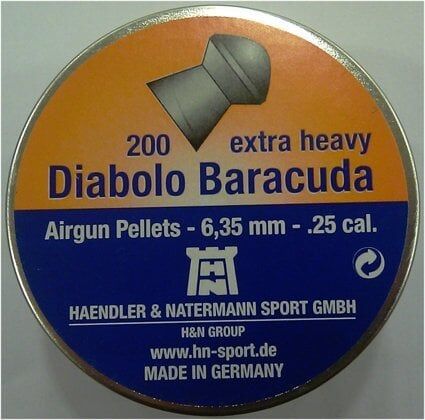 200 extra heavy
Diabolo Baracuda
Airgun Pellets - 6,35 mm - .25 cal.
HN
HAENDLER & NATERMANN SPORT GMBH
H&N GROUP
www.hn-sport.de
MADE IN GERMANY